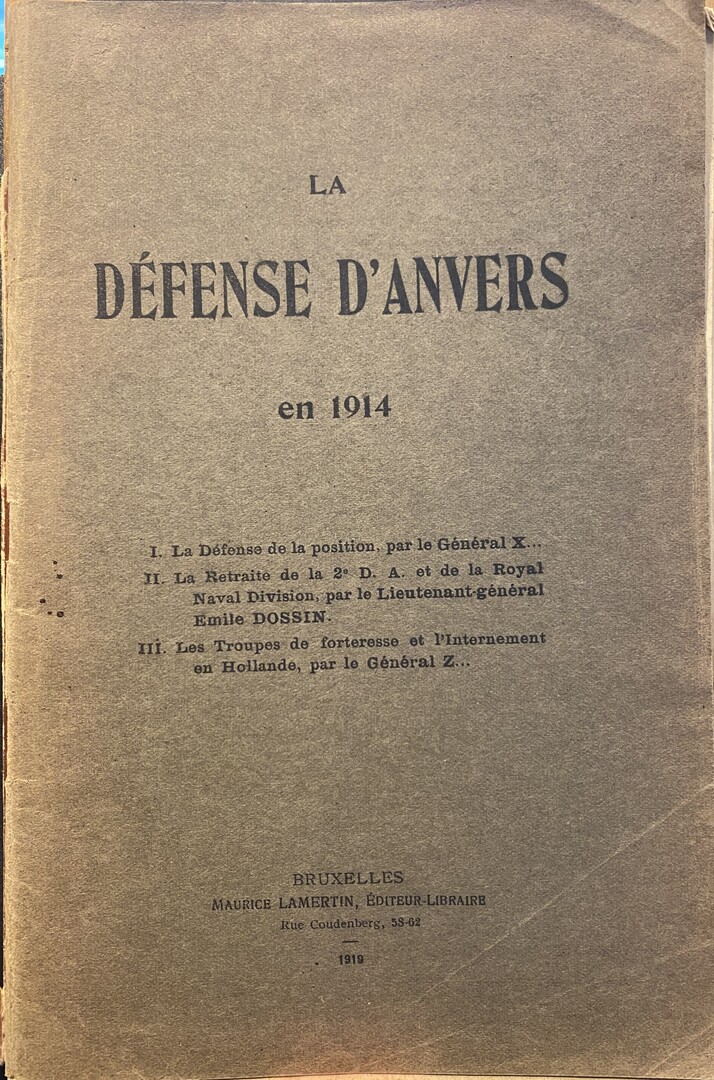 LA
DÉFENSE D'ANVERS
en 1914
I. La Défense de la position, par le Général X...
II. La Retraite de la 2e D. A. et de la Royal
Naval Division, par le Lieutenant-général
Emile DOSSIN.
III. Les Troupes de forteresse et l'Internement
en Hollande, par le Général Z...
BRUXELLES
MAURICE LAMERTIN, ÉDITEUR-LIBRAIRE
Rue Coudenberg, 58-62
1919